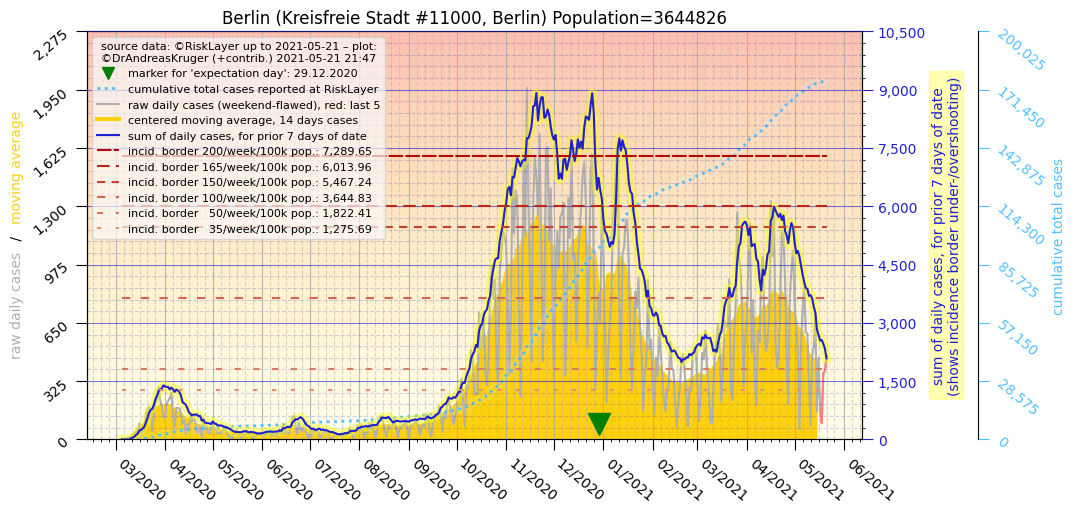 Berlin (Kreisfreie Stadt #11000, Berlin) Population=3644826
source data: ©RiskLayer up to 2021-05-21 – plot:
©DrAndreasKruger (+contrib.) 2021-05-21 21:47
marker for 'expectation day': 29.12.2020
cumulative total cases reported at RiskLayer
raw daily cases (weekend-flawed), red: last 5
centered moving average, 14 days cases
sum of daily cases, for prior 7 days of date
incid. border 200/week/100k pop.: 7,289.65
incid. border 165/week/100k pop.: 6,013.96
incid. border 150/week/100k pop.: 5,467.24
incid. border 100/week/100k pop.: 3,644.83
incid. border   50/week/100k pop.: 1,822.41
incid. border   35/week/100k pop.: 1,275.69
raw daily cases / moving average
2,275
1,950
1,625
1,300
975
650
325
0
03/2020
04/2020
05/2020
06/2020
07/2020
08/2020
09/2020
10/2020
11/2020
12/2020
01/2021
02/2021
03/2021
04/2021
05/2021
06/2021
10,500
9,000
7,500
6,000
4,500
3,000
1,500
0
sum of daily cases, for prior 7 days of date
(shows incidence border under-/overshooting)
200,025
171,450
142,875
114,300
85,725
57,150
28,575
0
cumulative total cases